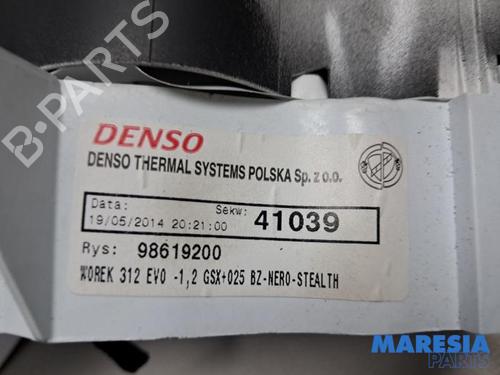 DENSO
DENSO THERMAL SYSTEMS POLSKA Sp. z o.o.
Data: Sekw:
19/05/2014 20:21:00 41039
Rys: 98619200
WOREK 312 EVO -1,2 GSX+025 BZ-NERO-STEALTH
B-PARTS
MARESIA
PARTS